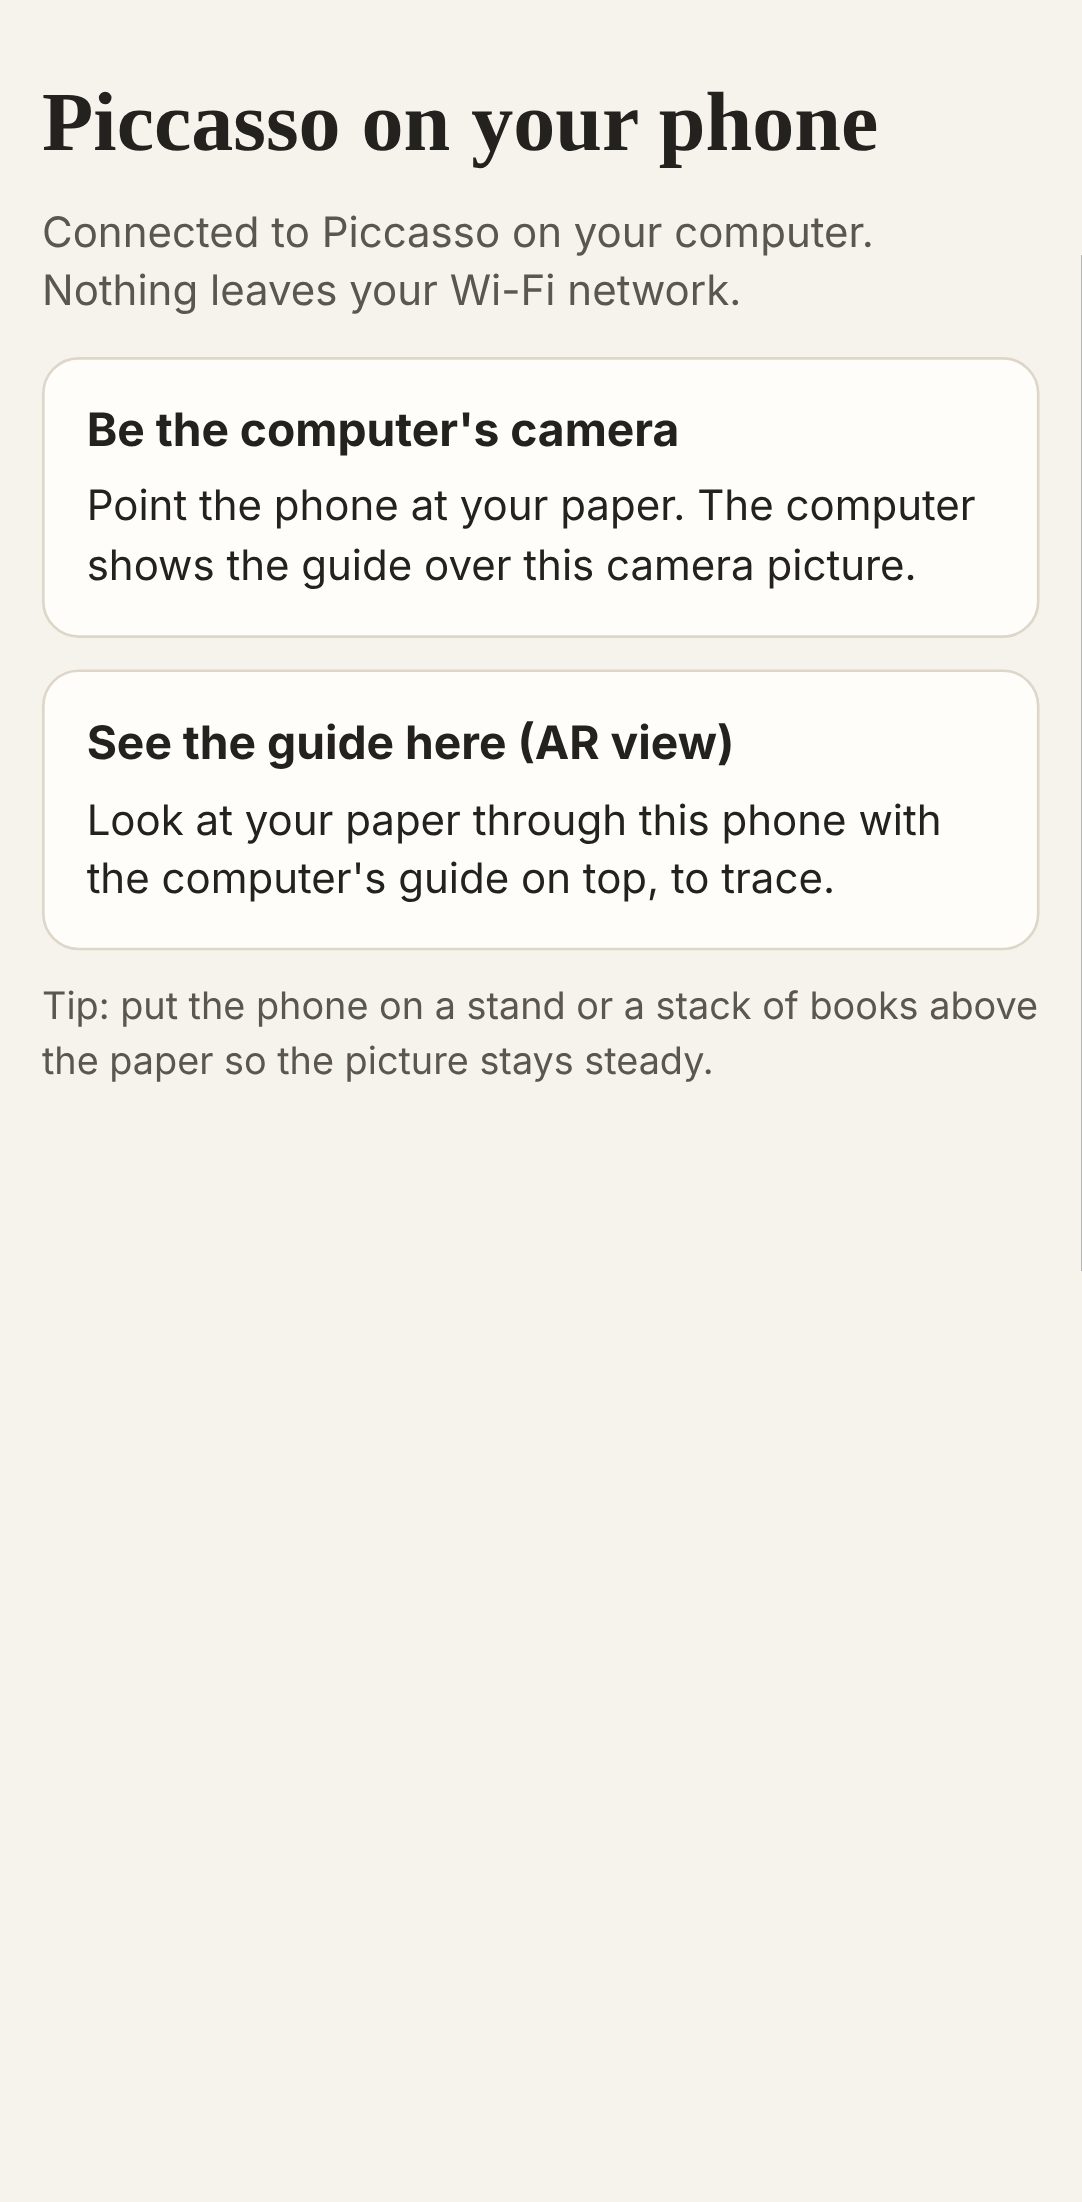 Piccasso on your phone
Connected to Piccasso on your computer.
Nothing leaves your Wi-Fi network.
Be the computer's camera
Point the phone at your paper. The computer
shows the guide over this camera picture.
See the guide here (AR view)
Look at your paper through this phone with
the computer's guide on top, to trace.
Tip: put the phone on a stand or a stack of books above
the paper so the picture stays steady.